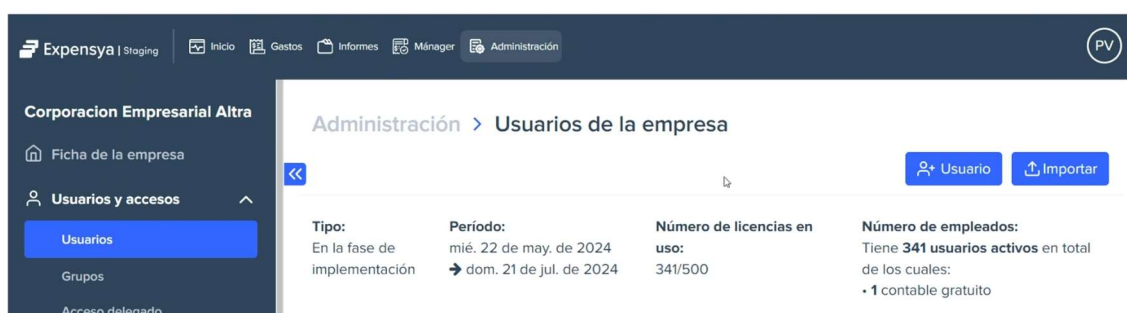 Expensya | Staging Inicio Gastos Informes Mánager Administración PV
Corporacion Empresarial Altra
Ficha de la empresa
Usuarios y accesos
Usuarios
Grupos
Acceso delegado
Administración > Usuarios de la empresa
Usuario Importar
Tipo:
En la fase de
implementación
Período:
mié. 22 de may. de 2024
➔ dom. 21 de jul. de 2024
Número de licencias en
uso:
341/500
Número de empleados:
Tiene 341 usuarios activos en total
de los cuales:
• 1 contable gratuito